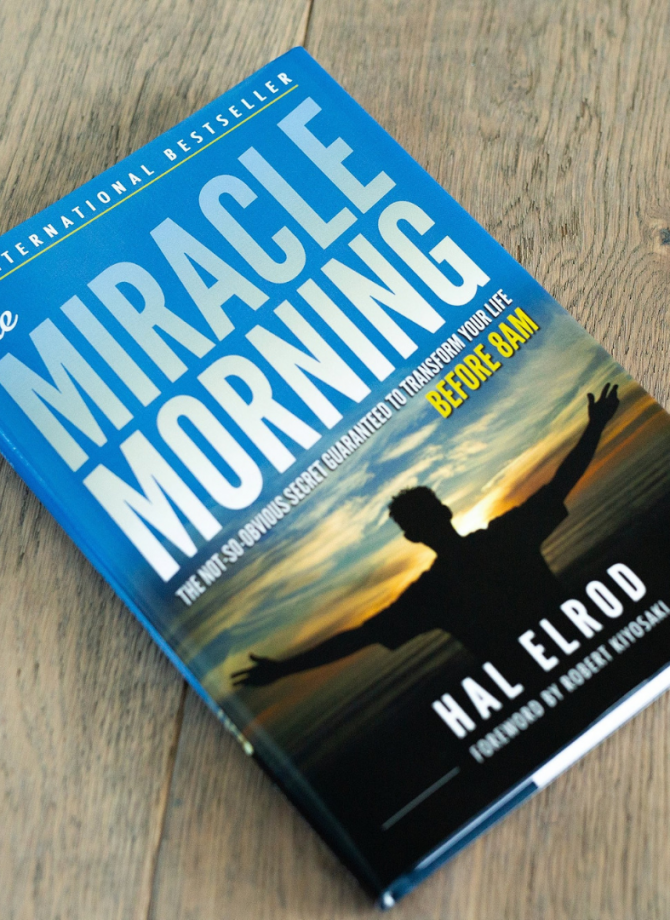 INTERNATIONAL BESTSELLER
MIRACLE
MORNING
THE NOT-SO-OBVIOUS SECRET GUARANTEED TO TRANSFORM YOUR LIFE
BEFORE 8AM
HAL ELROD
FOREWORD BY ROBERT KIYOSAKI